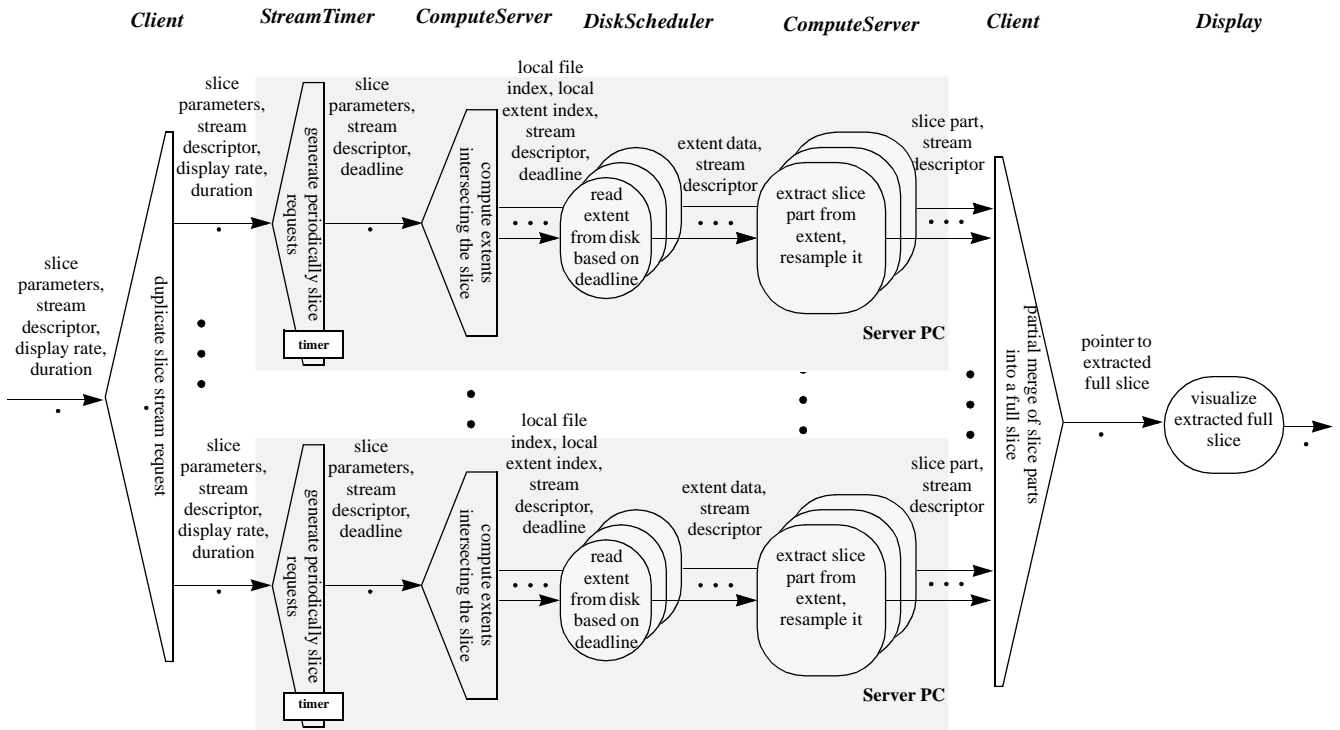 Client
StreamTimer
ComputeServer
DiskScheduler
ComputeServer
Client
Display
slice
parameters,
stream
descriptor,
display rate,
duration
duplicate slice stream request
slice
parameters,
stream
descriptor,
display rate,
duration
generate periodically slice
requests
timer
slice
parameters,
stream
descriptor,
deadline
compute extents
intersecting the slice
local file
index, local
extent index,
stream
descriptor,
deadline
read
extent
from disk
based on
deadline
extent data,
stream
descriptor
extract slice
part from
extent,
resample it
slice part,
stream
descriptor
Server PC
slice
parameters,
stream
descriptor,
display rate,
duration
generate periodically slice
requests
timer
slice
parameters,
stream
descriptor,
deadline
compute extents
intersecting the slice
local file
index, local
extent index,
stream
descriptor,
deadline
read
extent
from disk
based on
deadline
extent data,
stream
descriptor
extract slice
part from
extent,
resample it
slice part,
stream
descriptor
Server PC
partial merge of slice parts
into a full slice
pointer to
extracted
full slice
visualize
extracted full
slice